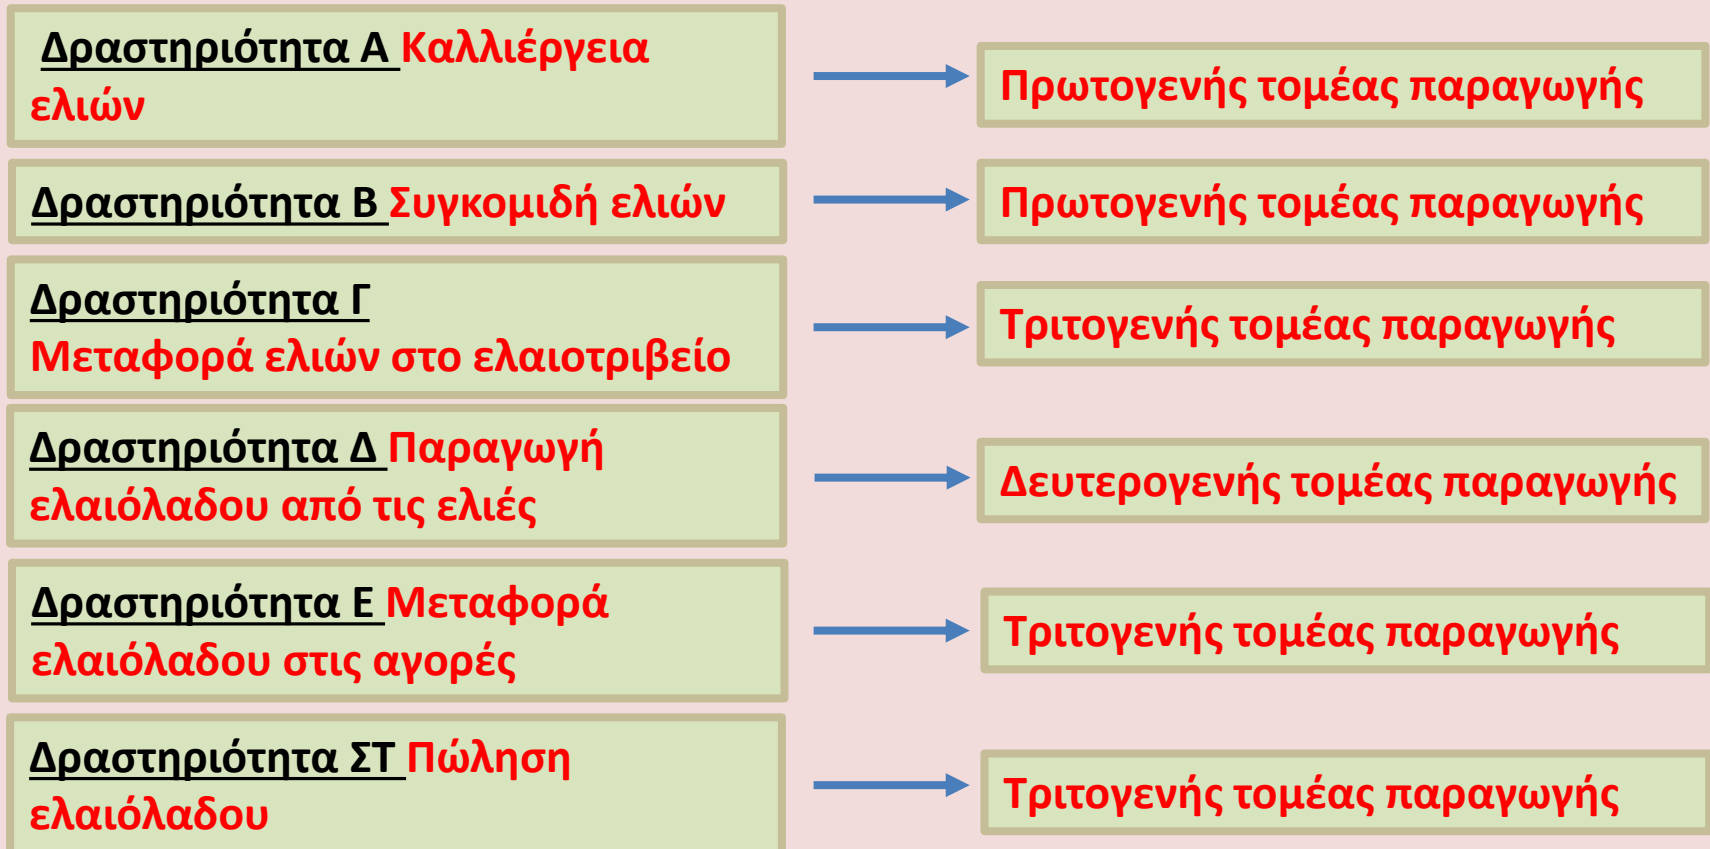 Δραστηριότητα Α Καλλιέργεια
ελιών
Πρωτογενής τομέας παραγωγής
Δραστηριότητα Β Συγκομιδή ελιών
Πρωτογενής τομέας παραγωγής
Δραστηριότητα Γ
Μεταφορά ελιών στο ελαιοτριβείο
Τριτογενής τομέας παραγωγής
Δραστηριότητα Δ Παραγωγή
ελαιόλαδου από τις ελιές
Δευτερογενής τομέας παραγωγής
Δραστηριότητα Ε Μεταφορά
ελαιόλαδου στις αγορές
Τριτογενής τομέας παραγωγής
Δραστηριότητα ΣΤ Πώληση
ελαιόλαδου
Τριτογενής τομέας παραγωγής